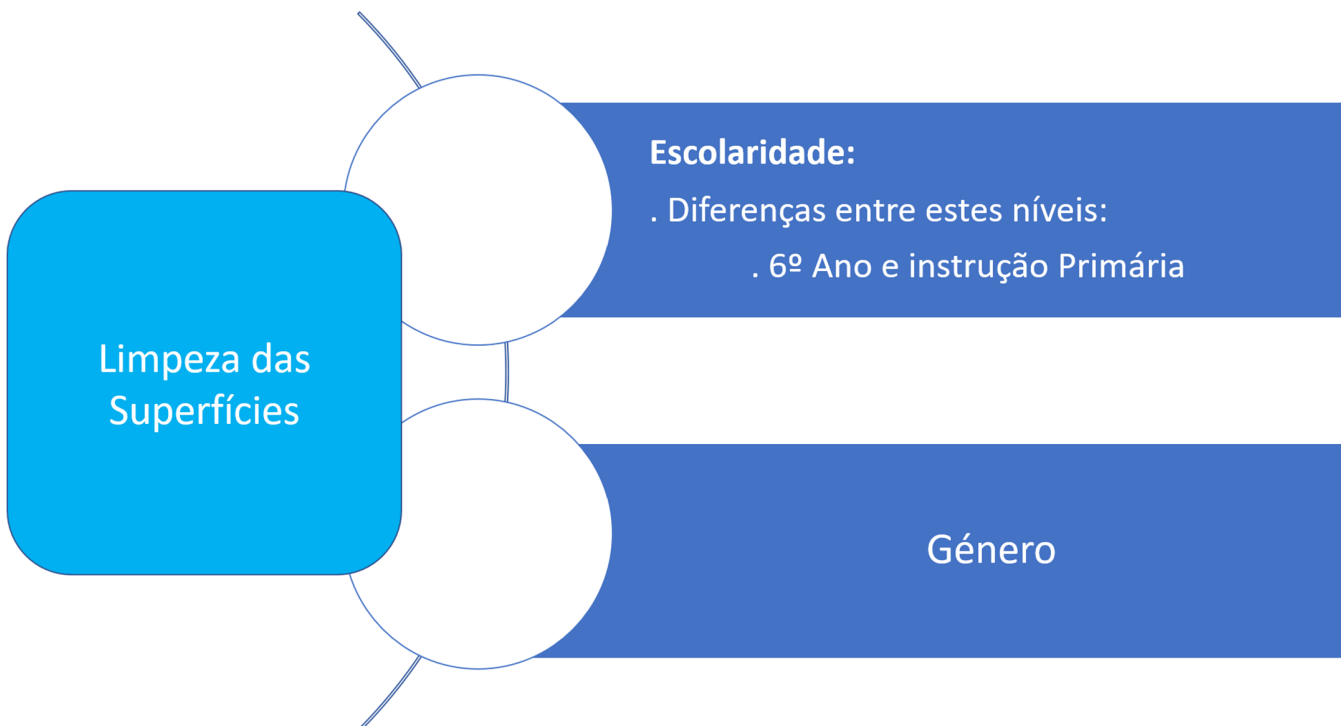 Limpeza das
Superfícies
Escolaridade:
. Diferenças entre estes níveis:
. 6º Ano e instrução Primária
Género